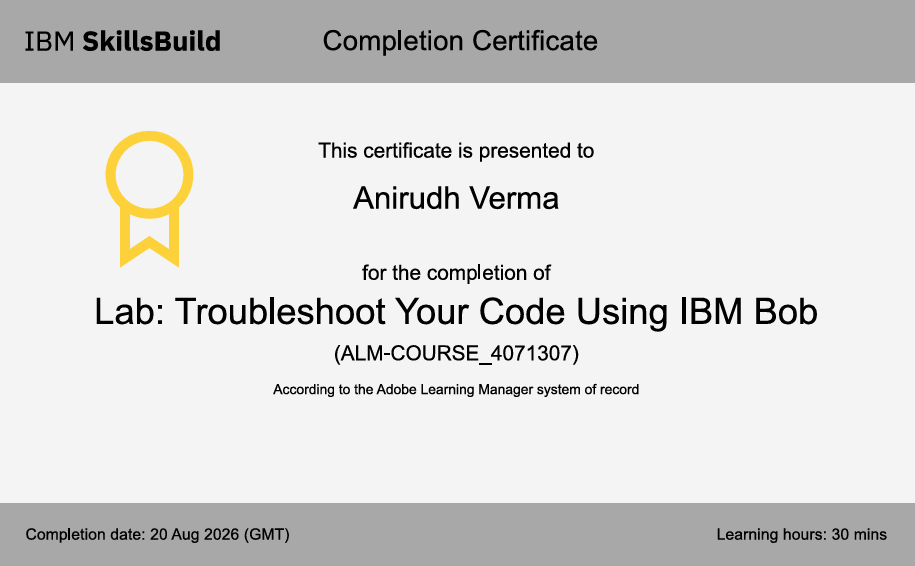 IBM SkillsBuild
Completion Certificate
This certificate is presented to
Anirudh Verma
for the completion of
Lab: Troubleshoot Your Code Using IBM Bob
(ALM-COURSE_4071307)
According to the Adobe Learning Manager system of record
Completion date: 20 Aug 2026 (GMT)
Learning hours: 30 mins